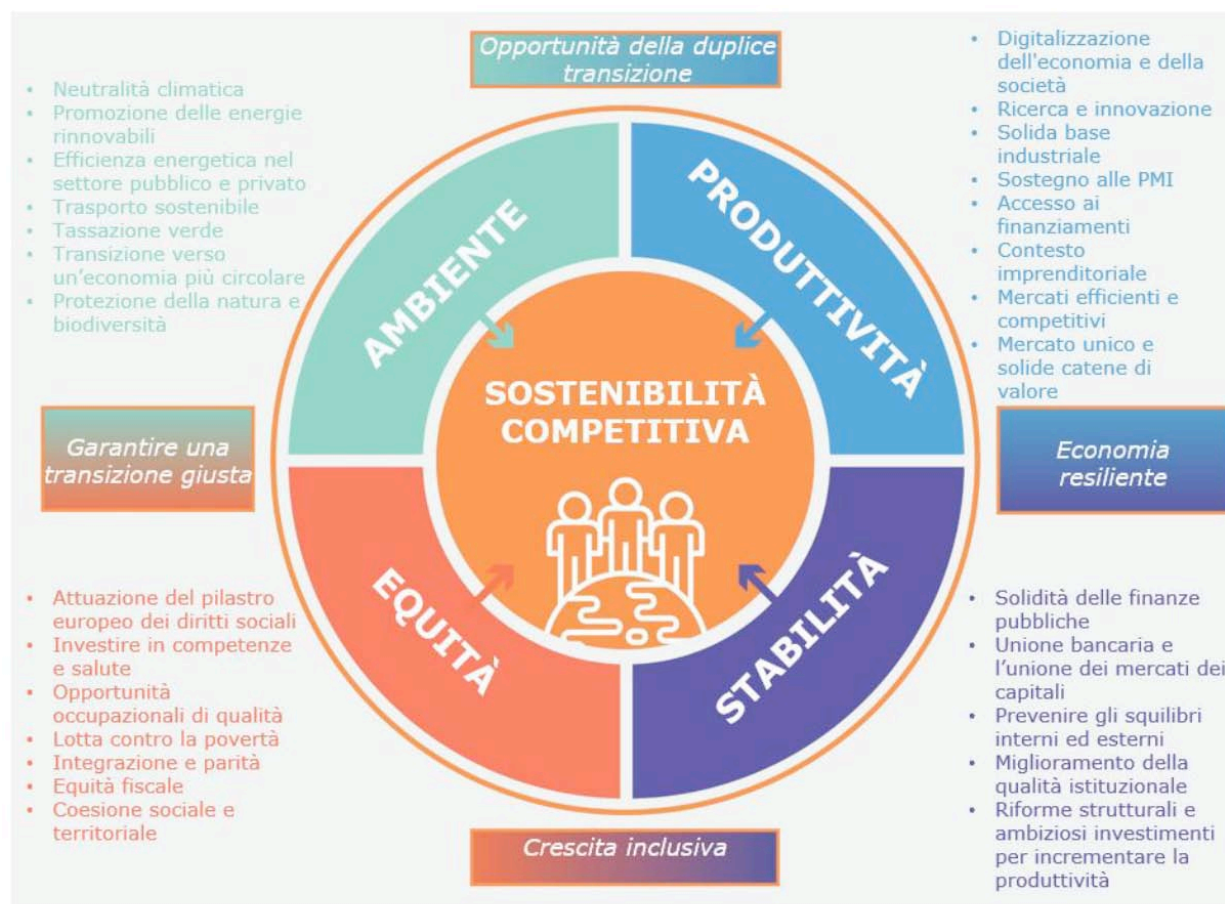 Opportunità della duplice
transizione
• Neutralità climatica
• Promozione delle energie
rinnovabili
• Efficienza energetica nel
settore pubblico e privato
• Trasporto sostenibile
• Tassazione verde
• Transizione verso
un'economia più circolare
• Protezione della natura e
biodiversità
• Digitalizzazione
dell'economia e della
società
• Ricerca e innovazione
• Solida base
industriale
• Sostegno alle PMI
• Accesso ai
finanziamenti
• Contesto
imprenditoriale
• Mercati efficienti e
competitivi
• Mercato unico e
solide catene di
valore
AMBIENTE
PRODUTTIVITÀ
SOSTENIBILITÀ
COMPETITIVA
Garantire una
transizione giusta
Economia
resiliente
EQUITÀ
STABILITÀ
• Attuazione del pilastro
europeo dei diritti sociali
• Investire in competenze
e salute
• Opportunità
occupazionali di qualità
• Lotta contro la povertà
• Integrazione e parità
• Equità fiscale
• Coesione sociale e
territoriale
• Solidità delle finanze
pubbliche
• Unione bancaria e
l'unione dei mercati dei
capitali
• Prevenire gli squilibri
interni ed esterni
• Miglioramento della
qualità istituzionale
• Riforme strutturali e
ambiziosi investimenti
per incrementare la
produttività
Crescita inclusiva